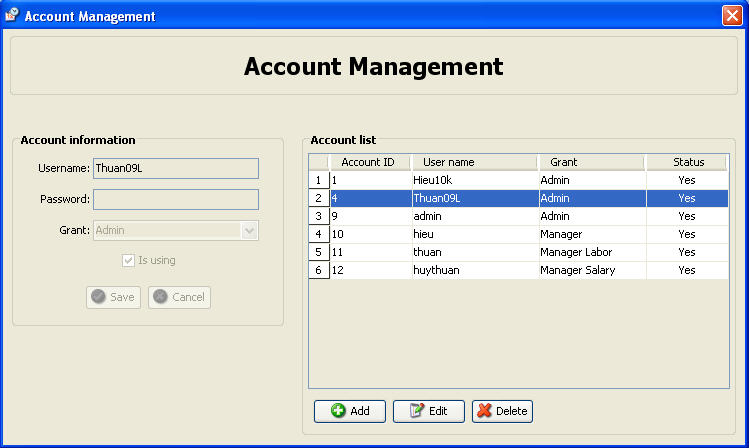 Account Management
Account Management
Account information
Username: Thuan09L
Password:
Grant: Admin
Is using
Save Cancel
Account list
Account ID User name Grant Status
1 1 Hieu10k Admin Yes
2 4 Thuan09L Admin Yes
3 9 admin Admin Yes
4 10 hieu Manager Yes
5 11 thuan Manager Labor Yes
6 12 huythuan Manager Salary Yes
Add Edit Delete